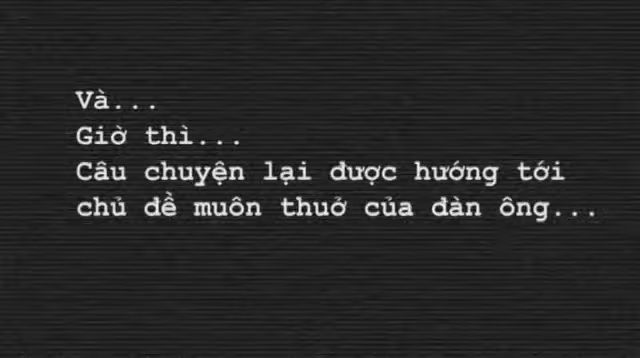 Và...
Giờ thì...
Câu chuyện lại được hướng tới
chủ đề muôn thuở của đàn ông...